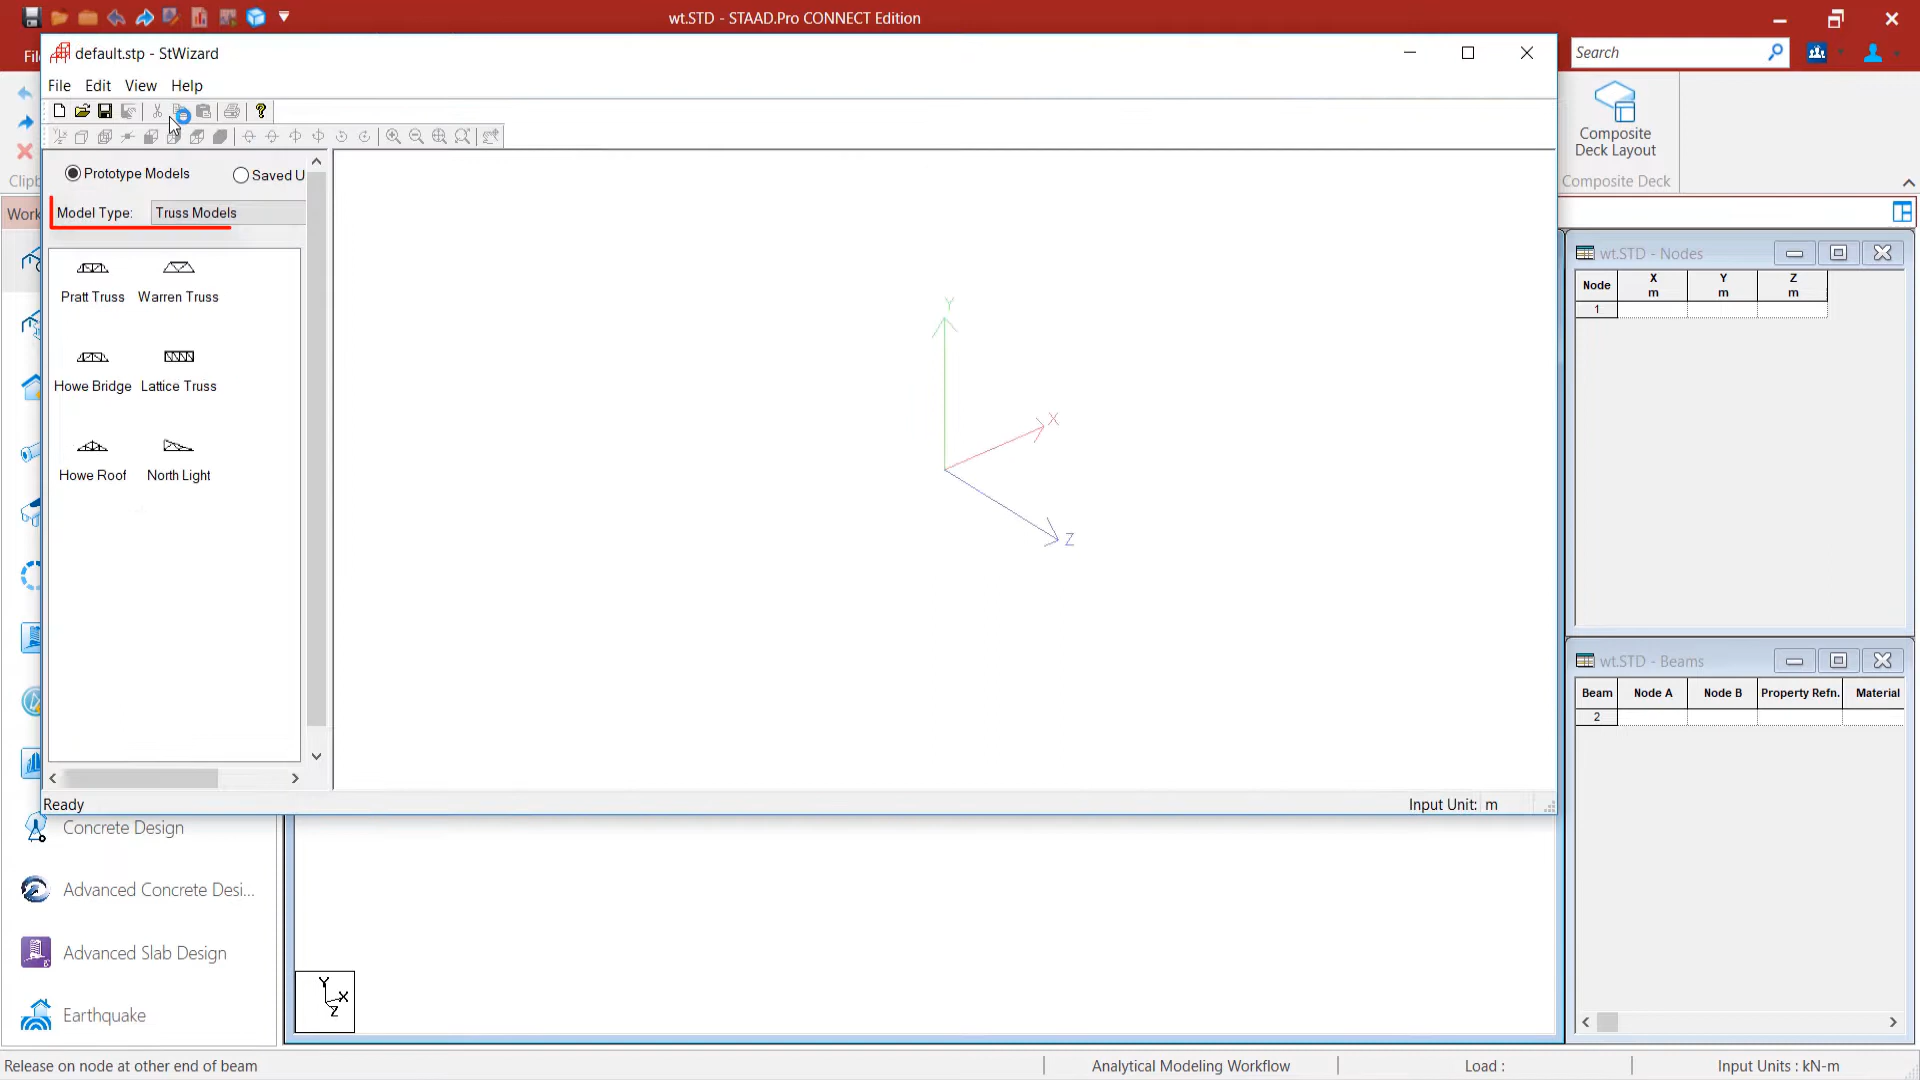 wt.STD - STAAD.Pro CONNECT Edition
default.stp - StWizard
Search
File Edit View Help
Composite
Deck Layout
Prototype Models
Saved U
Composite Deck
Model Type: Truss Models
Work
wt.STD - Nodes
Node X Y Z
m m m
1
Pratt Truss Warren Truss
Howe Bridge Lattice Truss
Howe Roof North Light
Y
X
Z
wt.STD - Beams
Beam Node A Node B Property Refn. Material
2
Ready
Input Unit: m
Concrete Design
Advanced Concrete Desi...
Advanced Slab Design
Earthquake
Y
X
Z
Release on node at other end of beam
Analytical Modeling Workflow
Load :
Input Units : kN-m